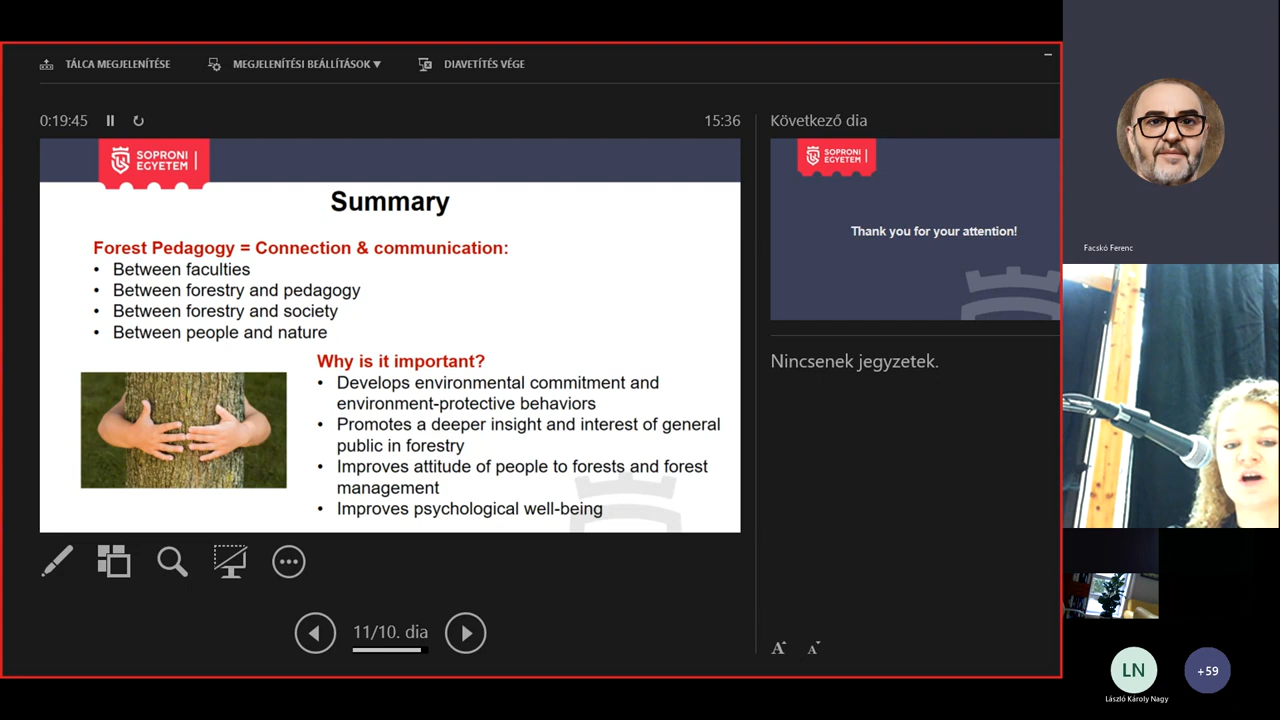 TÁLCA MEGJELENÍTÉSE
MEGJELENÍTÉSI BEÁLLÍTÁSOK ▼
DIAVETÍTÉS VÉGE
0:19:45
15:36
SOPRONI
EGYETEM
Summary
Forest Pedagogy = Connection & communication:
• Between faculties
• Between forestry and pedagogy
• Between forestry and society
• Between people and nature
Why is it important?
• Develops environmental commitment and
environment-protective behaviors
• Promotes a deeper insight and interest of general
public in forestry
• Improves attitude of people to forests and forest
management
• Improves psychological well-being
11/10. dia
Következő dia
SOPRONI
EGYETEM
Thank you for your attention!
Nincsenek jegyzetek.
A A
Facskó Ferenc
LN
+59
László Károly Nagy